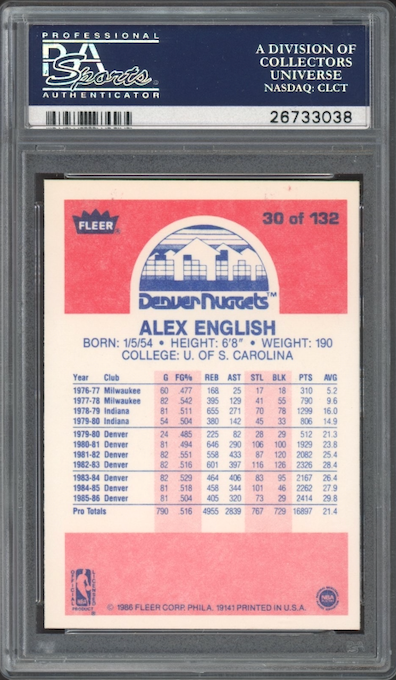 PROFESSIONAL
PSA
Sports
AUTHENTICATOR
A DIVISION OF
COLLECTORS
UNIVERSE
NASDAQ: CLCT
26733038
FLEER®
30 of 132
Denver Nuggets™
ALEX ENGLISH
BORN: 1/5/54 • HEIGHT: 6'8" • WEIGHT: 190
COLLEGE: U. OF S. CAROLINA
Year Club G FG% REB AST STL BLK PTS AVG
1976-77 Milwaukee 60 .477 168 25 17 18 310 5.2
1977-78 Milwaukee 82 .542 395 129 41 55 790 9.6
1978-79 Indiana 81 .511 655 271 70 78 1299 16.0
1979-80 Indiana 54 .504 380 142 45 33 806 14.9
1979-80 Denver 24 .485 225 82 28 29 512 21.3
1980-81 Denver 81 .494 646 290 106 100 1929 23.8
1981-82 Denver 82 .551 558 433 87 120 2082 25.4
1982-83 Denver 82 .516 601 397 116 126 2326 28.4
1983-84 Denver 82 .529 464 406 83 95 2167 26.4
1984-85 Denver 81 .518 458 344 101 46 2262 27.9
1985-86 Denver 81 .504 405 320 73 29 2414 29.8
Pro Totals 790 .516 4955 2839 767 729 16897 21.4
OFFICIAL LICENSED
NBA
PRODUCT
© 1986 FLEER CORP. PHILA. 19141 PRINTED IN U.S.A.